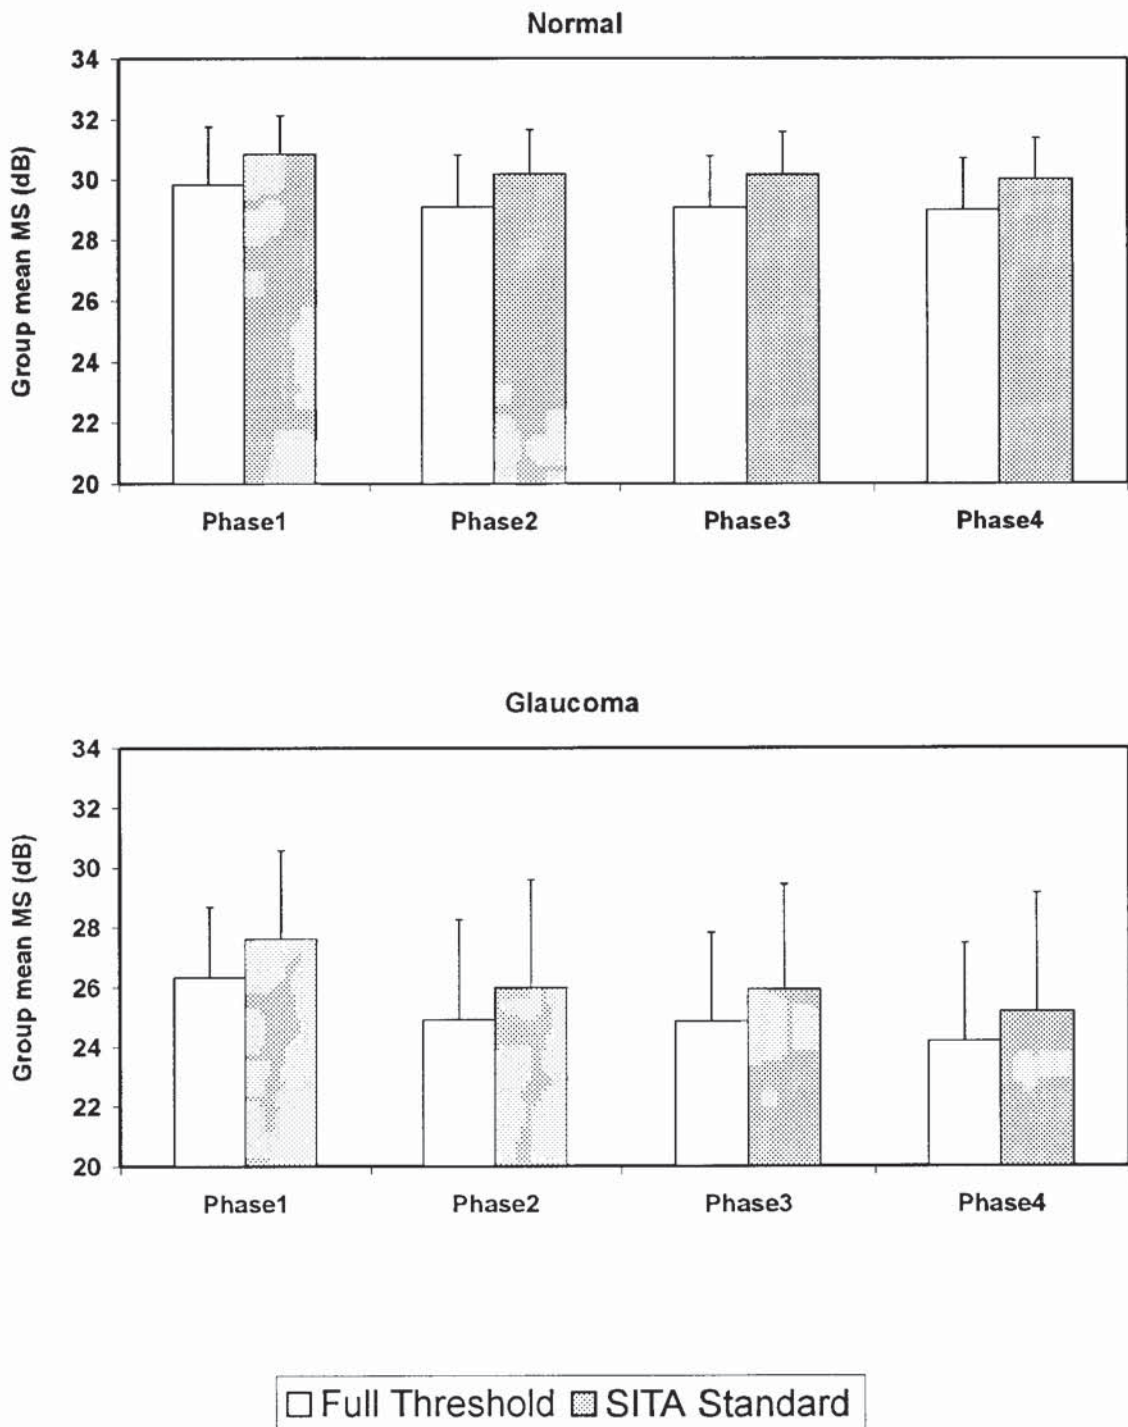 Normal
Group mean MS (dB)
34
32
30
28
26
24
22
20
Phase1 Phase2 Phase3 Phase4
Glaucoma
Group mean MS (dB)
34
32
30
28
26
24
22
20
Phase1 Phase2 Phase3 Phase4
Full Threshold SITA Standard